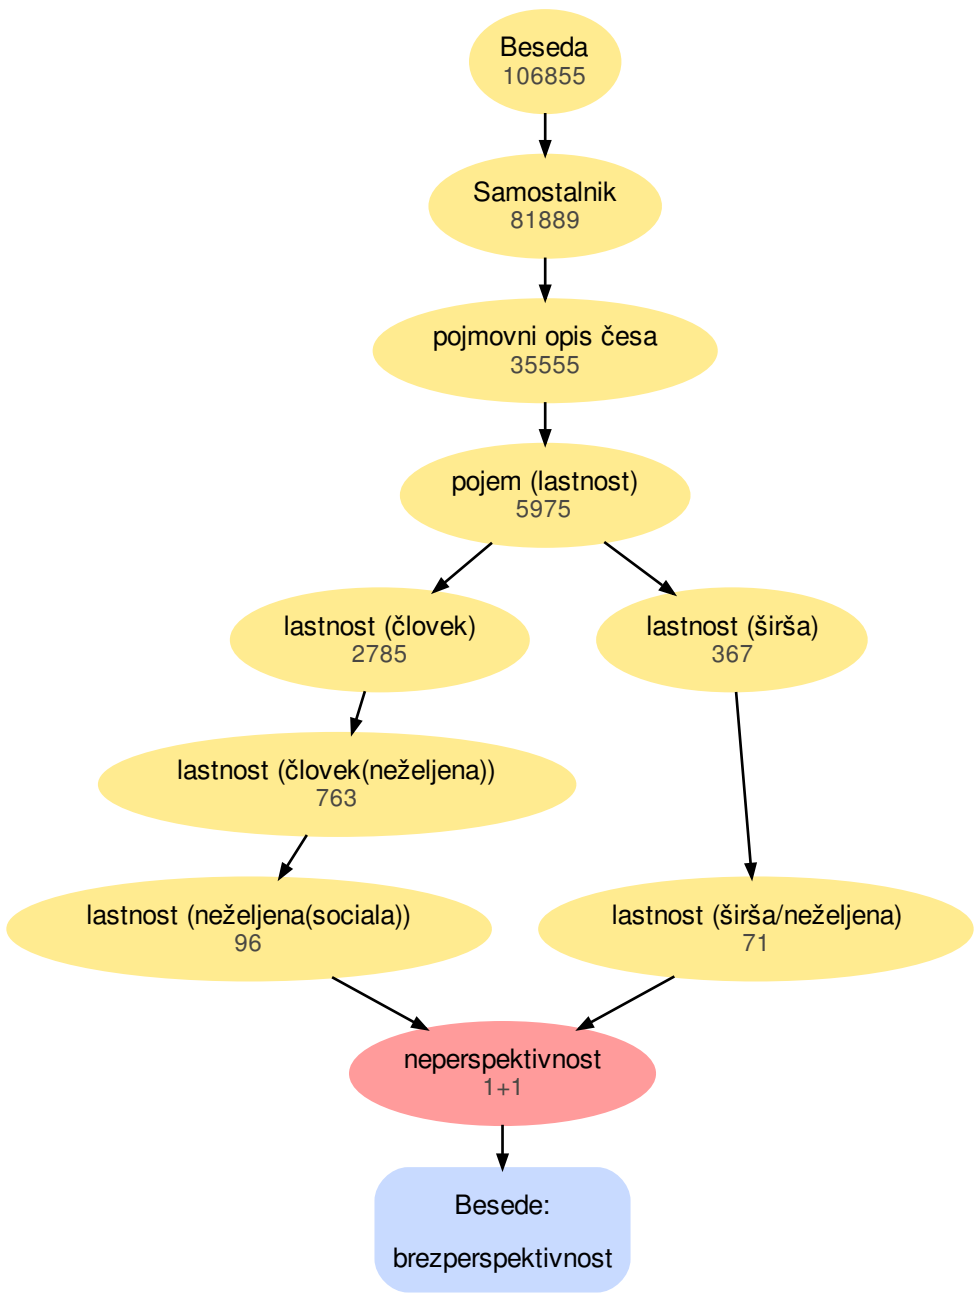 Beseda
106855
Samostalnik
81889
pojmovni opis česa
35555
pojem (lastnost)
5975
lastnost (človek)
2785
lastnost (širša)
367
lastnost (človek(neželjena))
763
lastnost (neželjena(sociala))
96
lastnost (širša/neželjena)
71
neperspektivnost
1+1
Besede:
brezperspektivnost